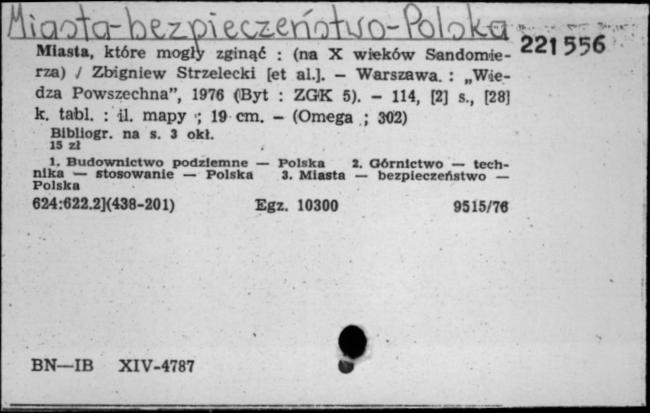 Miasta-bezpieczeństwo-Polska
221556
Miasta, które mogły zginąć : (na X wieków Sandomie-
rza) / Zbigniew Strzelecki [et al.]. – Warszawa. : „Wie-
dza Powszechna”, 1976 (Byt : ZGK 5). – 114, [2] s., [28]
k. tabl. : il. mapy ; 19 cm. – (Omega ; 302)
Bibliogr. na s. 3 okł.
15 zł
1. Budownictwo podziemne — Polska 2. Górnictwo — tech-
nika — stosowanie — Polska 3. Miasta — bezpieczeństwo —
Polska
624:622.2](438-201) Egz. 10300 9515/76
BN—IB XIV-4787